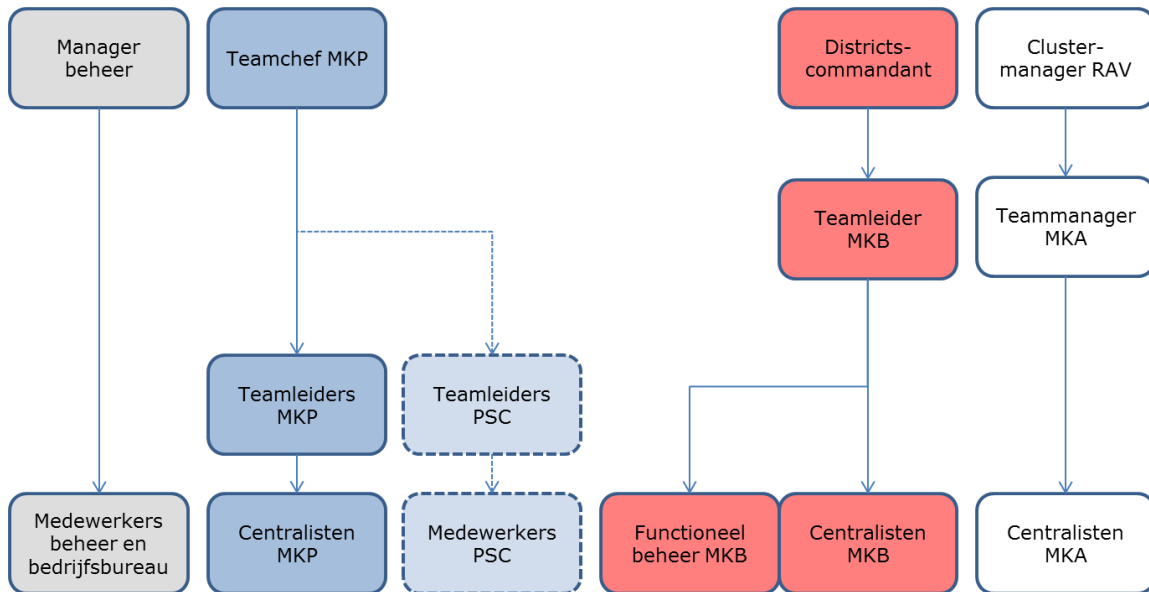 Manager
beheer
Teamchef MKP
Districts-
commandant
Cluster-
manager RAV
Teamleider
MKB
Teammanager
MKA
Teamleiders
MKP
Teamleiders
PSC
Medewerkers
beheer en
bedrijfsbureau
Centralisten
MKP
Medewerkers
PSC
Functioneel
beheer MKB
Centralisten
MKB
Centralisten
MKA